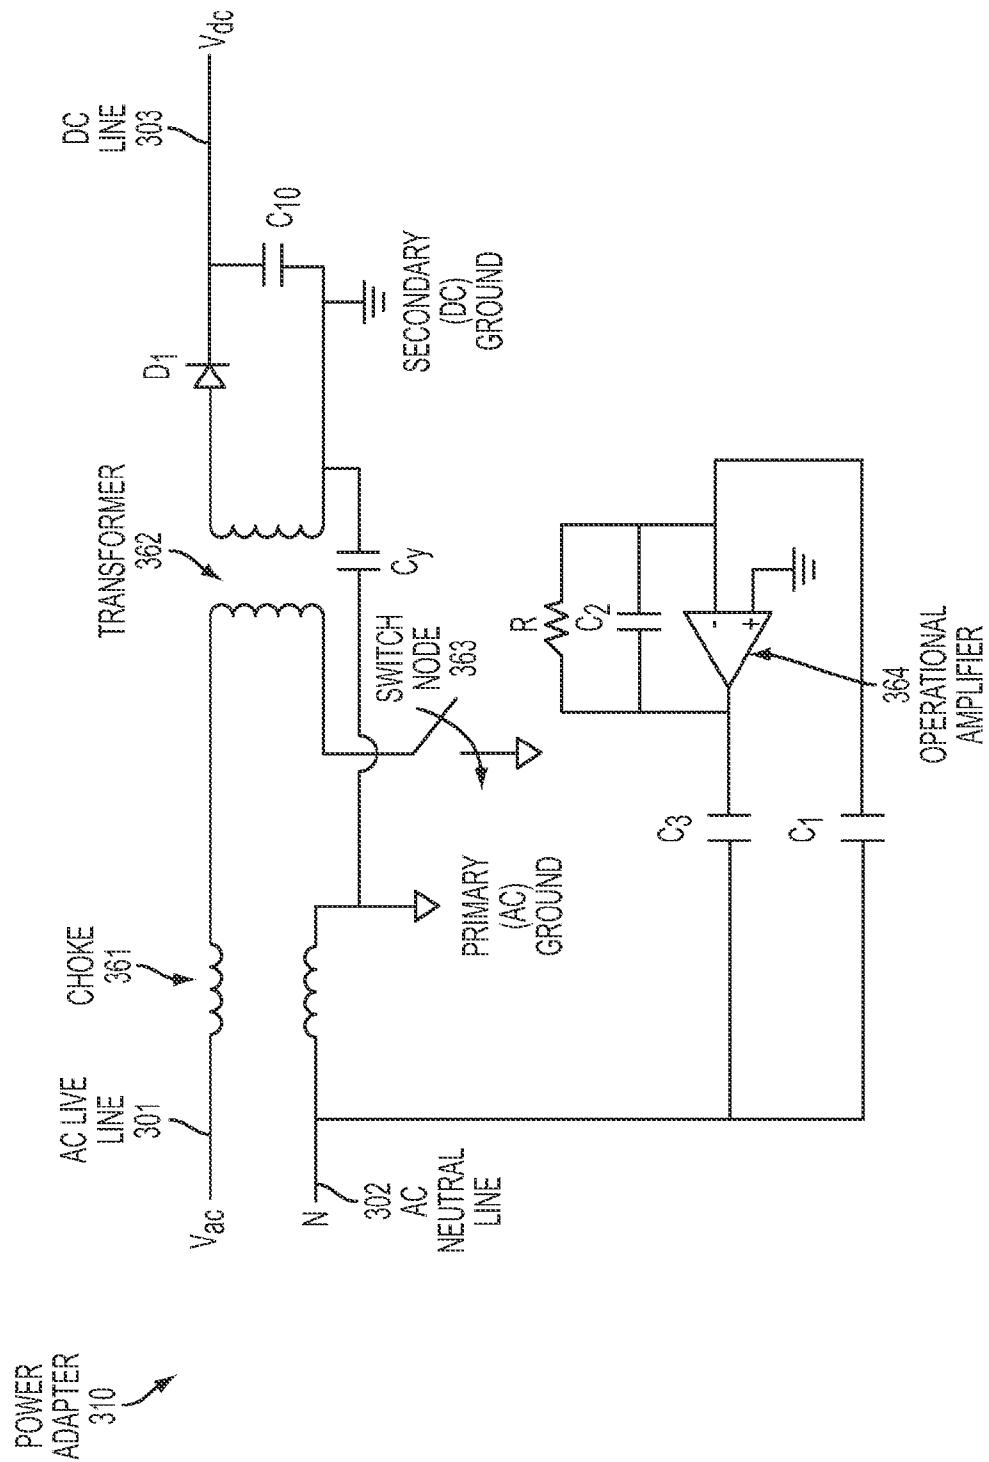 POWER
ADAPTER
310
Vac
AC LIVE
LINE
301
CHOKE
361
TRANSFORMER
362
D1
C10
DC
LINE
303
Vdc
N
302
AC
NEUTRAL
LINE
PRIMARY
(AC)
GROUND
SWITCH
NODE
363
Cy
SECONDARY
(DC)
GROUND
R
C2
C3
C1
-
+
364
OPERATIONAL
AMPLIFIER